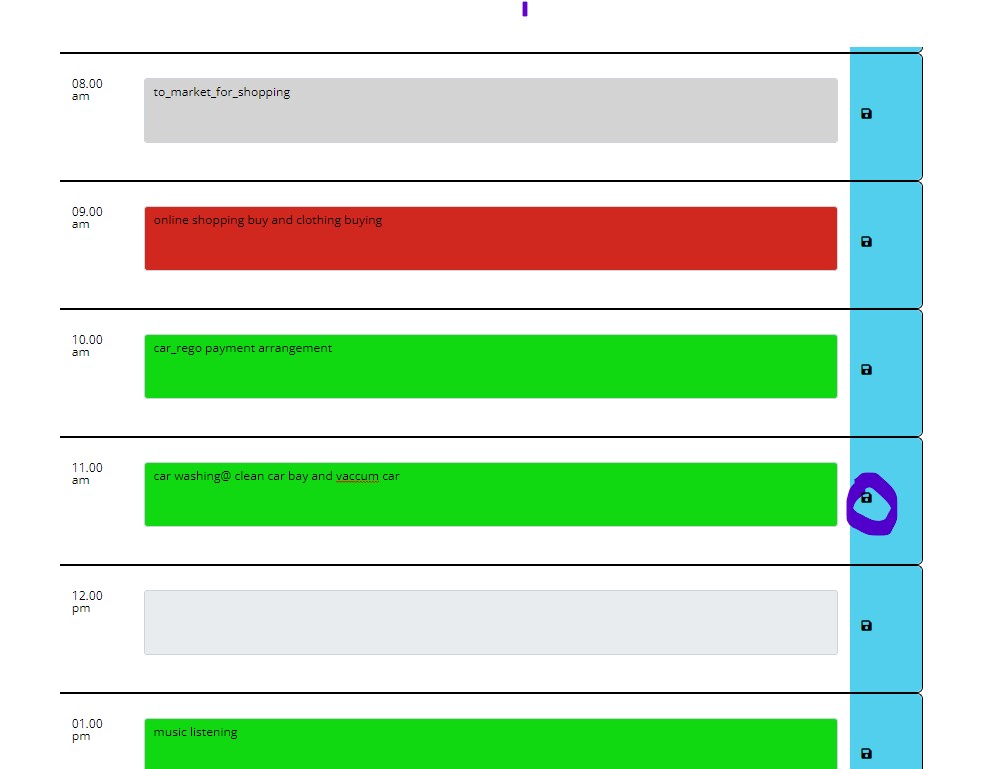 08.00
am
to_market_for_shopping
09.00
am
online shopping buy and clothing buying
10.00
am
car_rego payment arrangement
11.00
am
car washing@ clean car bay and vaccum car
12.00
pm
01.00
pm
music listening